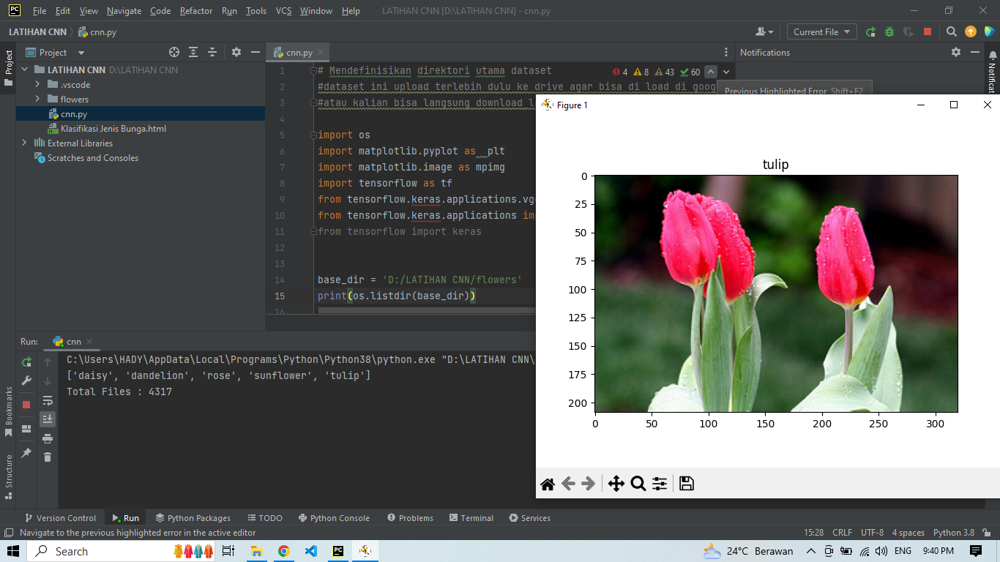 File Edit View Navigate Code Refactor Run Tools VCS Window Help LATIHAN CNN [D:\LATIHAN CNN] - cnn.py
LATIHAN CNN cnn.py Current File
Project
Project
LATIHAN CNN D:\LATIHAN CNN
.vscode
flowers
cnn.py
Klasifikasi Jenis Bunga.html
External Libraries
Scratches and Consoles
cnn.py
4 8 43 60
1 # Mendefinisikan direktori utama dataset
2 #dataset ini upload terlebih dulu ke drive agar bisa di load di goog
3 #atau kalian bisa langsung download l
4
5 import os
6 import matplotlib.pyplot as plt
7 import matplotlib.image as mpimg
8 import tensorflow as tf
9 from tensorflow.keras.applications.vg
10 from tensorflow.keras.applications im
11 from tensorflow import keras
12
13
14 base_dir = 'D:/LATIHAN CNN/flowers'
15 print(os.listdir(base_dir))
16
Notifications
Notificat
Previous Highlighted Error Shift+F2
Figure 1
tulip
0
25
50
75
100
125
150
175
200
0 50 100 150 200 250 300
Run: cnn
C:\Users\HADY\AppData\Local\Programs\Python\Python38\python.exe "D:\LATIHAN CNN\
['daisy', 'dandelion', 'rose', 'sunflower', 'tulip']
Total Files : 4317
Bookmarks
Structure
Version Control Run Python Packages TODO Python Console Problems Terminal Services
Navigate to the previous highlighted error in the active editor 15:28 CRLF UTF-8 4 spaces Python 3.8
Search 24°C Berawan ENG 9:40 PM